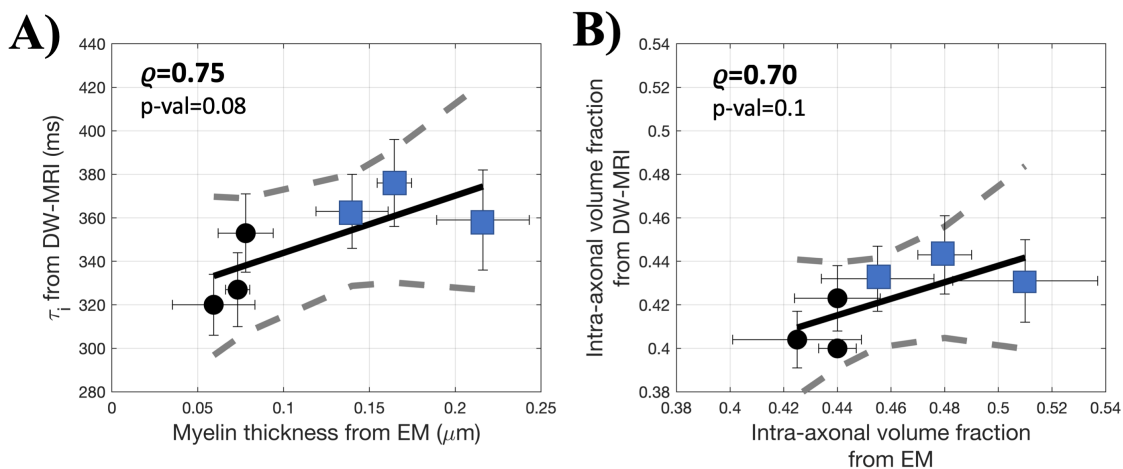 A)
ϱ=0.75
p-val=0.08
440
420
400
380
360
340
320
300
280
τi from DW-MRI (ms)
0 0.05 0.1 0.15 0.2 0.25
Myelin thickness from EM (μm)
B)
ϱ=0.70
p-val=0.1
0.54
0.52
0.5
0.48
0.46
0.44
0.42
0.4
0.38
Intra-axonal volume fraction
from DW-MRI
0.38 0.4 0.42 0.44 0.46 0.48 0.5 0.52 0.54
Intra-axonal volume fraction
from EM